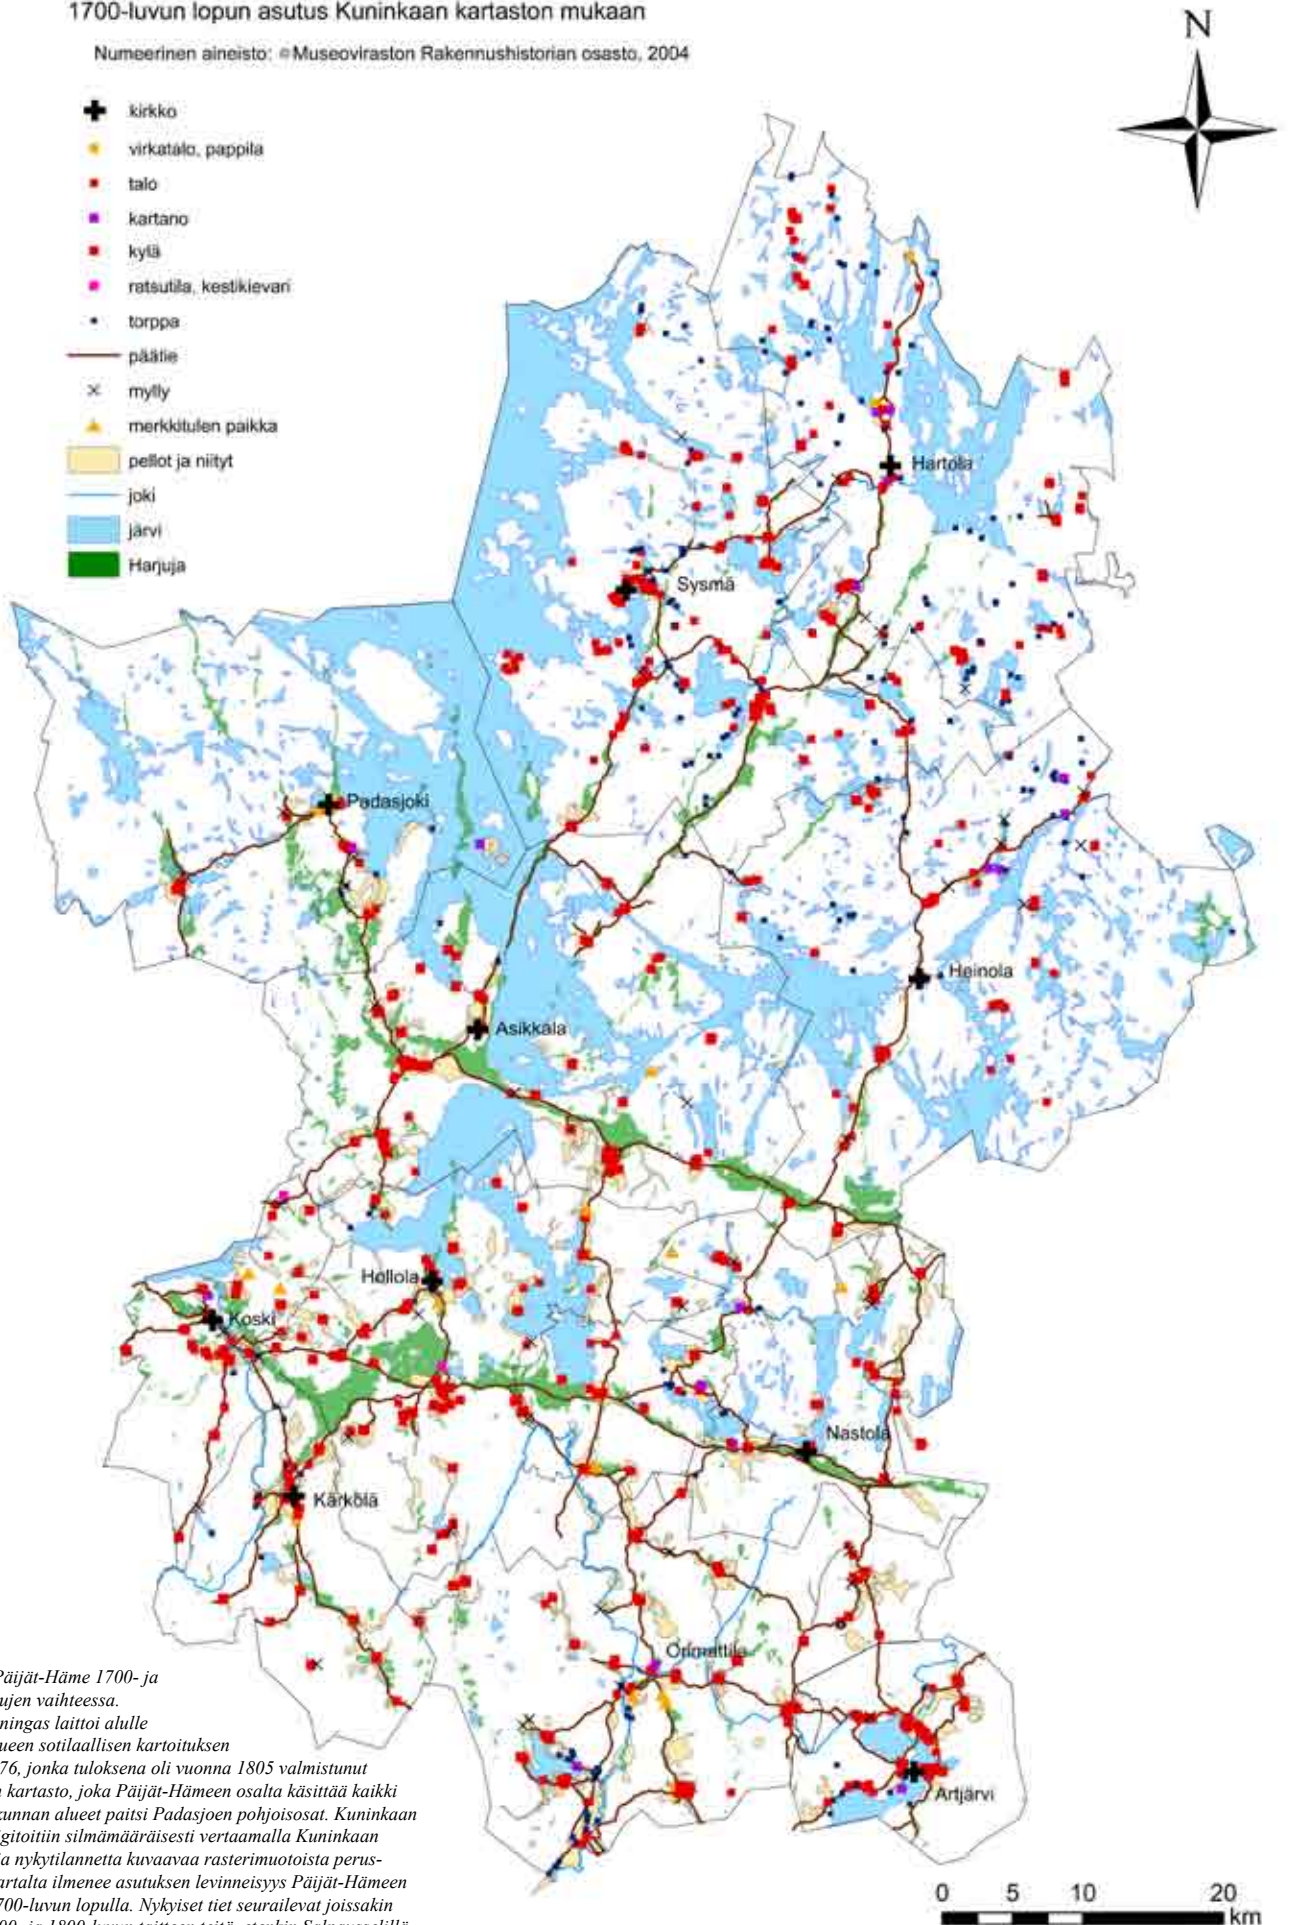 1700-luvun lopun asutus Kuninkaan kartaston mukaan
Numeerinen aineisto: ©Museoviraston Rakennushistorian osasto, 2004
N
kirkko
virkatalo, pappila
talo
kartano
kylä
ratsutila, kestikievari
torppa
päätie
mylly
merkkitulen paikka
pellot ja niityt
joki
järvi
Harjuja
Hartola
Sysmä
Padasjoki
Heinola
Asikkala
Hollola
Koski
Nastola
Kärkölä
Orimattila
Artjärvi
Päijät-Häme 1700- ja
ujen vaihteessa.
ningas laittoi alulle
ueen sotilaallisen kartoituksen
76, jonka tuloksena oli vuonna 1805 valmistunut
kartasto, joka Päijät-Hämeen osalta käsittää kaikki
kunnan alueet paitsi Padasjoen pohjoisosat. Kuninkaan
gitoitiin silmämääräisesti vertaamalla Kuninkaan
a nykytilannetta kuvaavaa rasterimuotoista perus-
artalta ilmenee asutuksen levinneisyys Päijät-Hämeen
700-luvun lopulla. Nykyiset tiet seurailevat joissakin
0 5 10 20
km